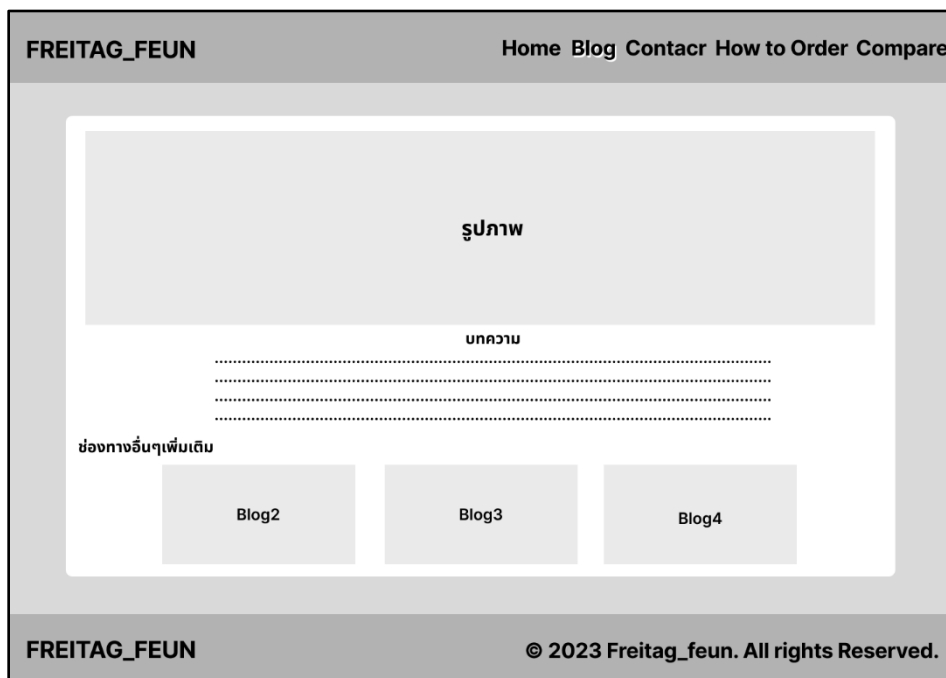 FREITAG_FEUN
Home Blog Contacr How to Order Compare
รูปภาพ
บทความ
ช่องทางอื่นๆเพิ่มเติม
Blog2 Blog3 Blog4
FREITAG_FEUN
© 2023 Freitag_feun. All rights Reserved.